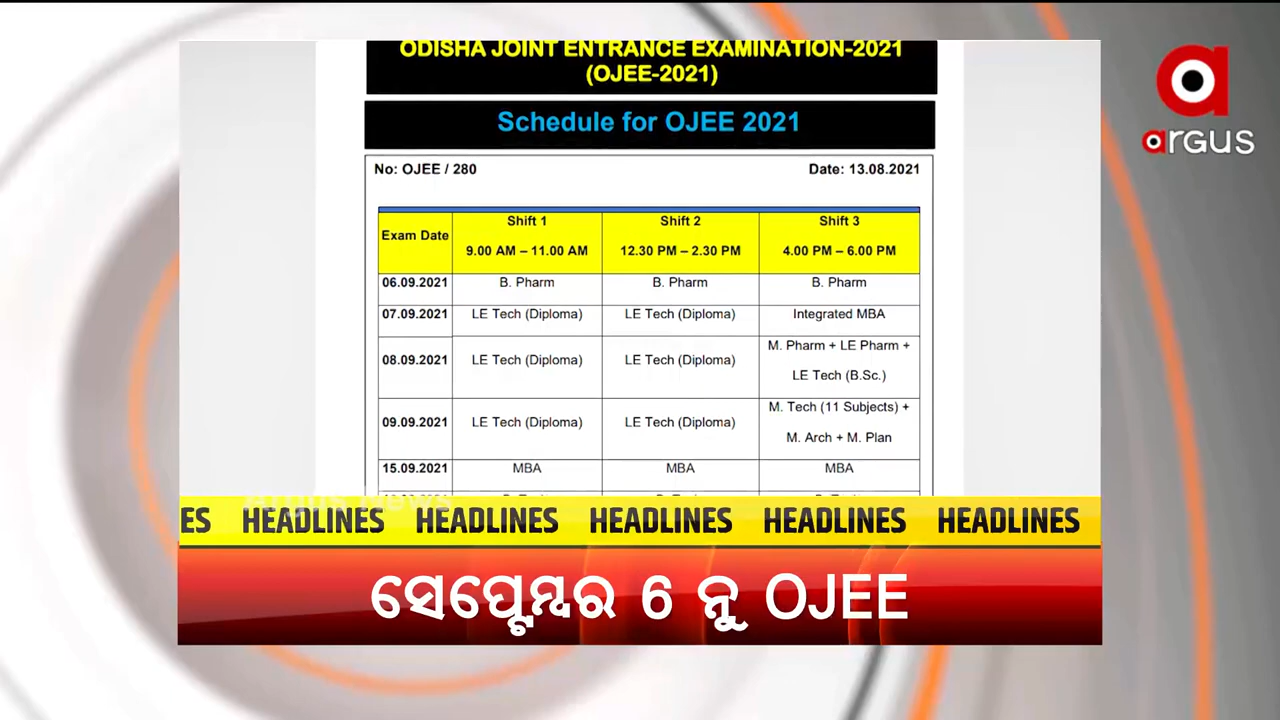 ODISHA JOINT ENTRANCE EXAMINATION-2021
(OJEE-2021)
Schedule for OJEE 2021
No: OJEE / 280 Date: 13.08.2021
Exam Date Shift 1 Shift 2 Shift 3
9.00 AM – 11.00 AM 12.30 PM – 2.30 PM 4.00 PM – 6.00 PM
06.09.2021 B. Pharm B. Pharm B. Pharm
07.09.2021 LE Tech (Diploma) LE Tech (Diploma) Integrated MBA
08.09.2021 LE Tech (Diploma) LE Tech (Diploma) M. Pharm + LE Pharm +
LE Tech (B.Sc.)
09.09.2021 LE Tech (Diploma) LE Tech (Diploma) M. Tech (11 Subjects) +
M. Arch + M. Plan
15.09.2021 MBA MBA MBA
Argus News
ES HEADLINES HEADLINES HEADLINES HEADLINES HEADLINES
ସେପ୍ଟେମ୍ବର 6 ନୁ OJEE
a
argus